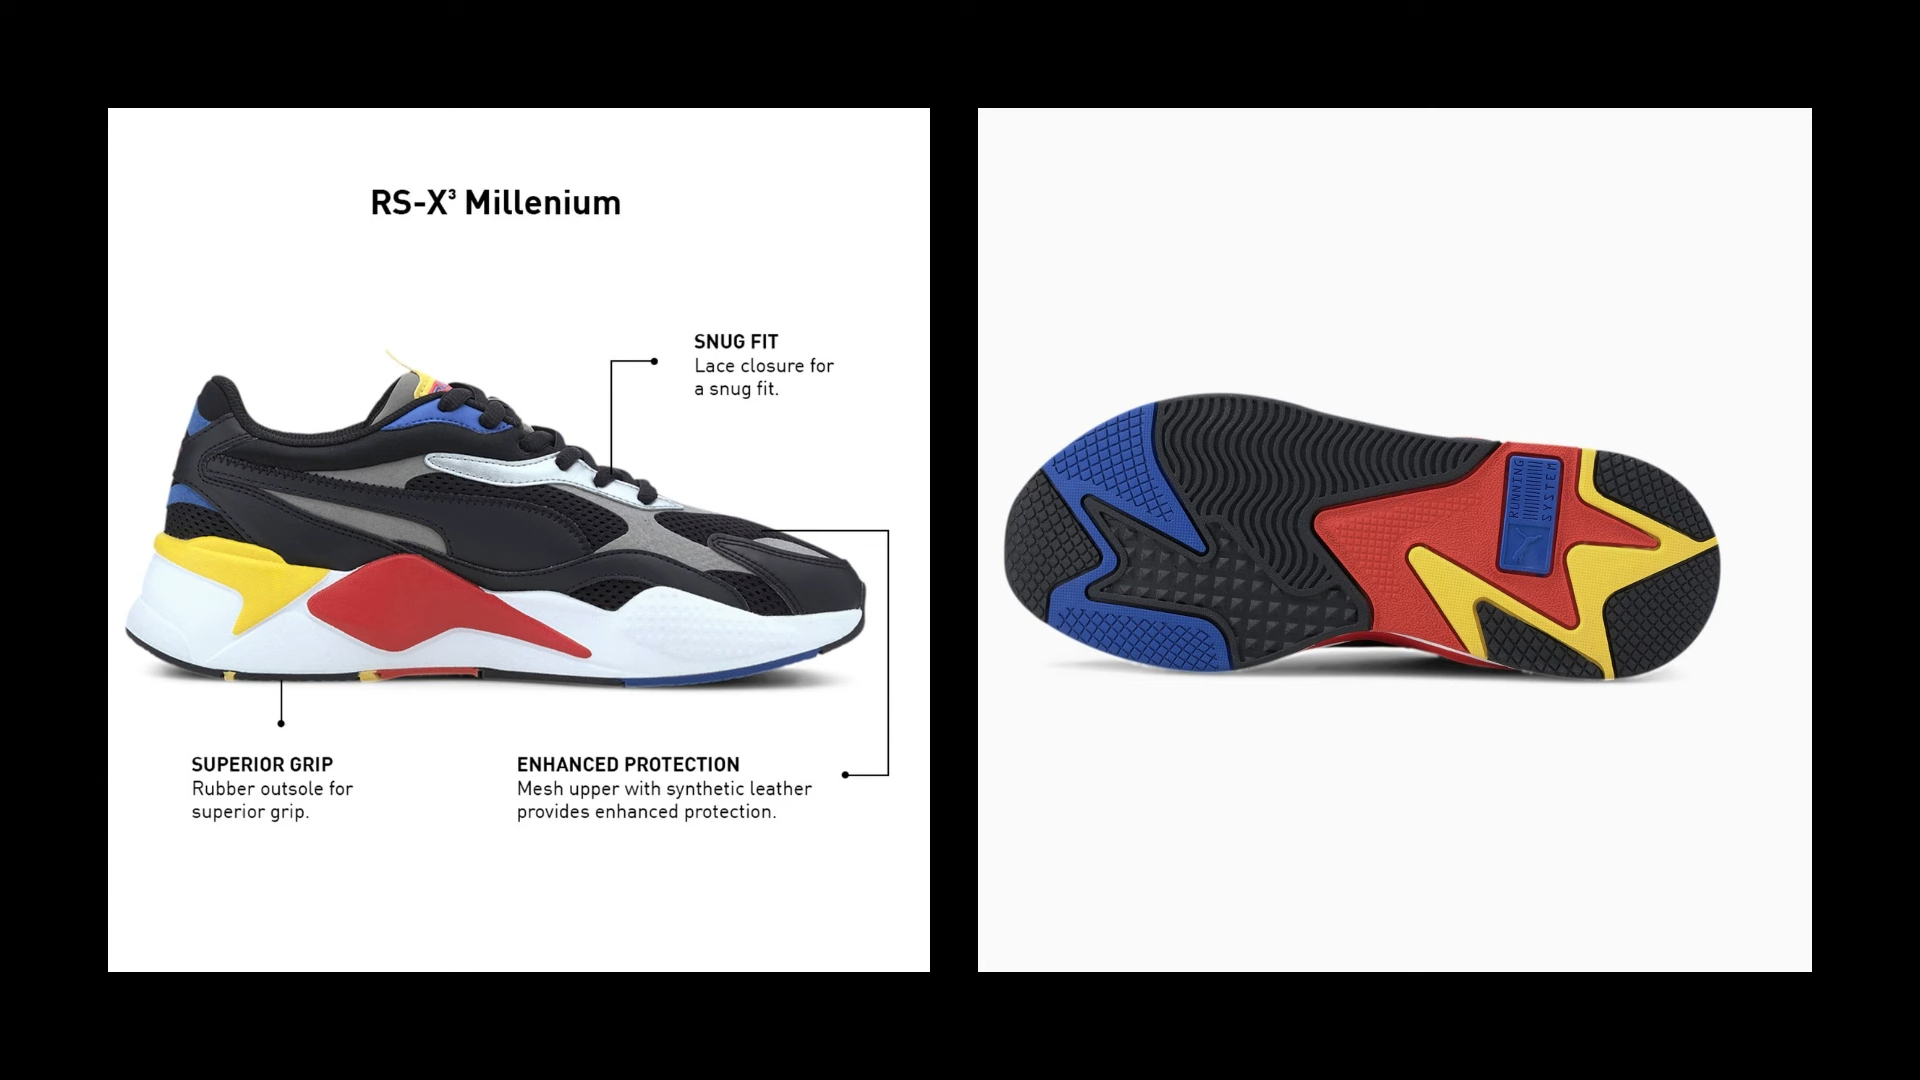 RS-X³ Millenium
SNUG FIT
Lace closure for
a snug fit.
SUPERIOR GRIP
Rubber outsole for
superior grip.
ENHANCED PROTECTION
Mesh upper with synthetic leather
provides enhanced protection.
RUNNING
SYSTEM